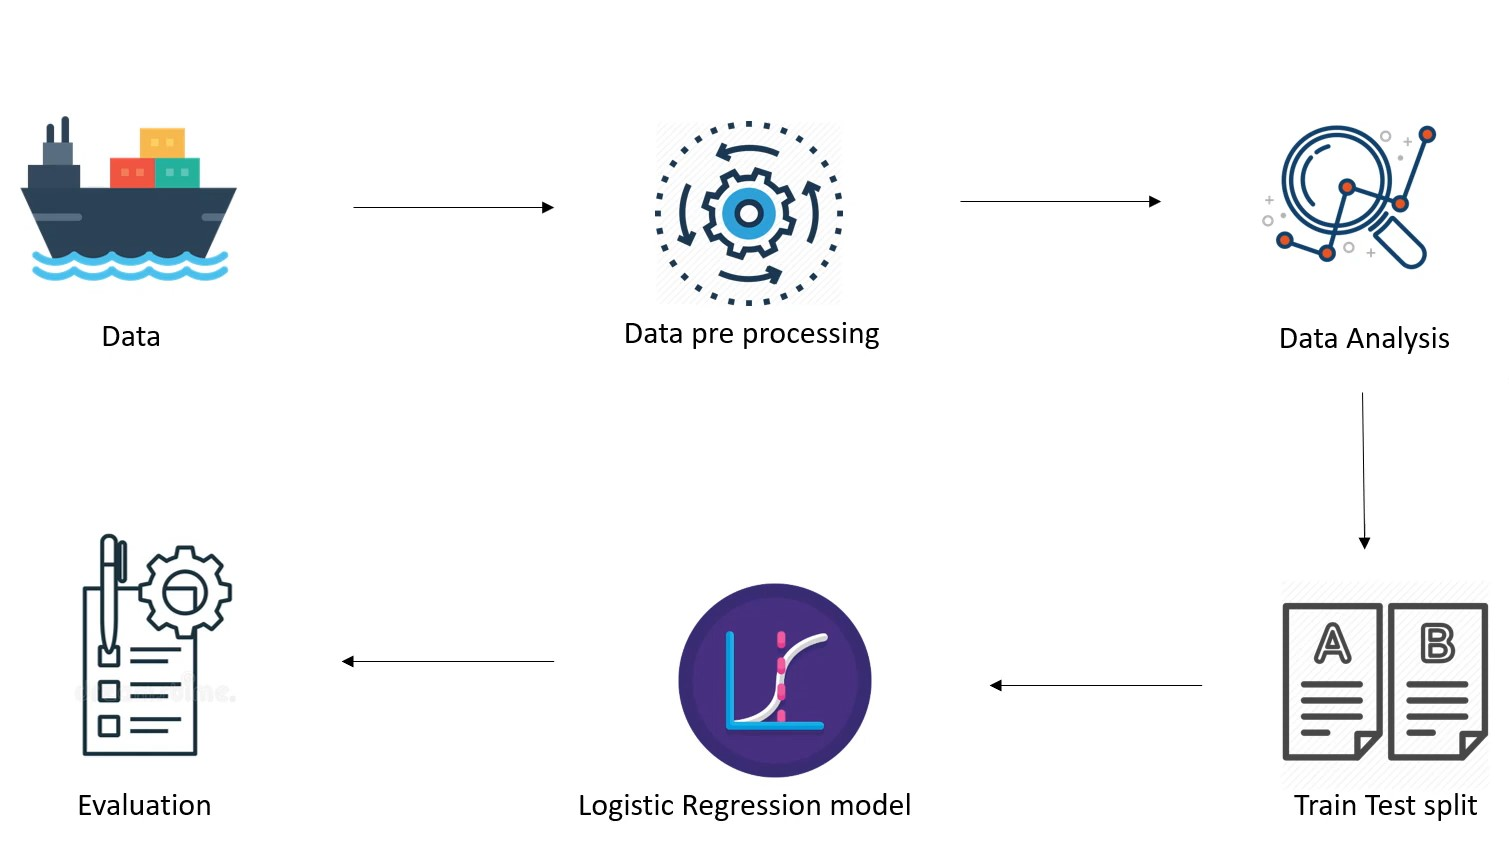 Data
Data pre processing
Data Analysis
A
B
Train Test split
Logistic Regression model
Evaluation